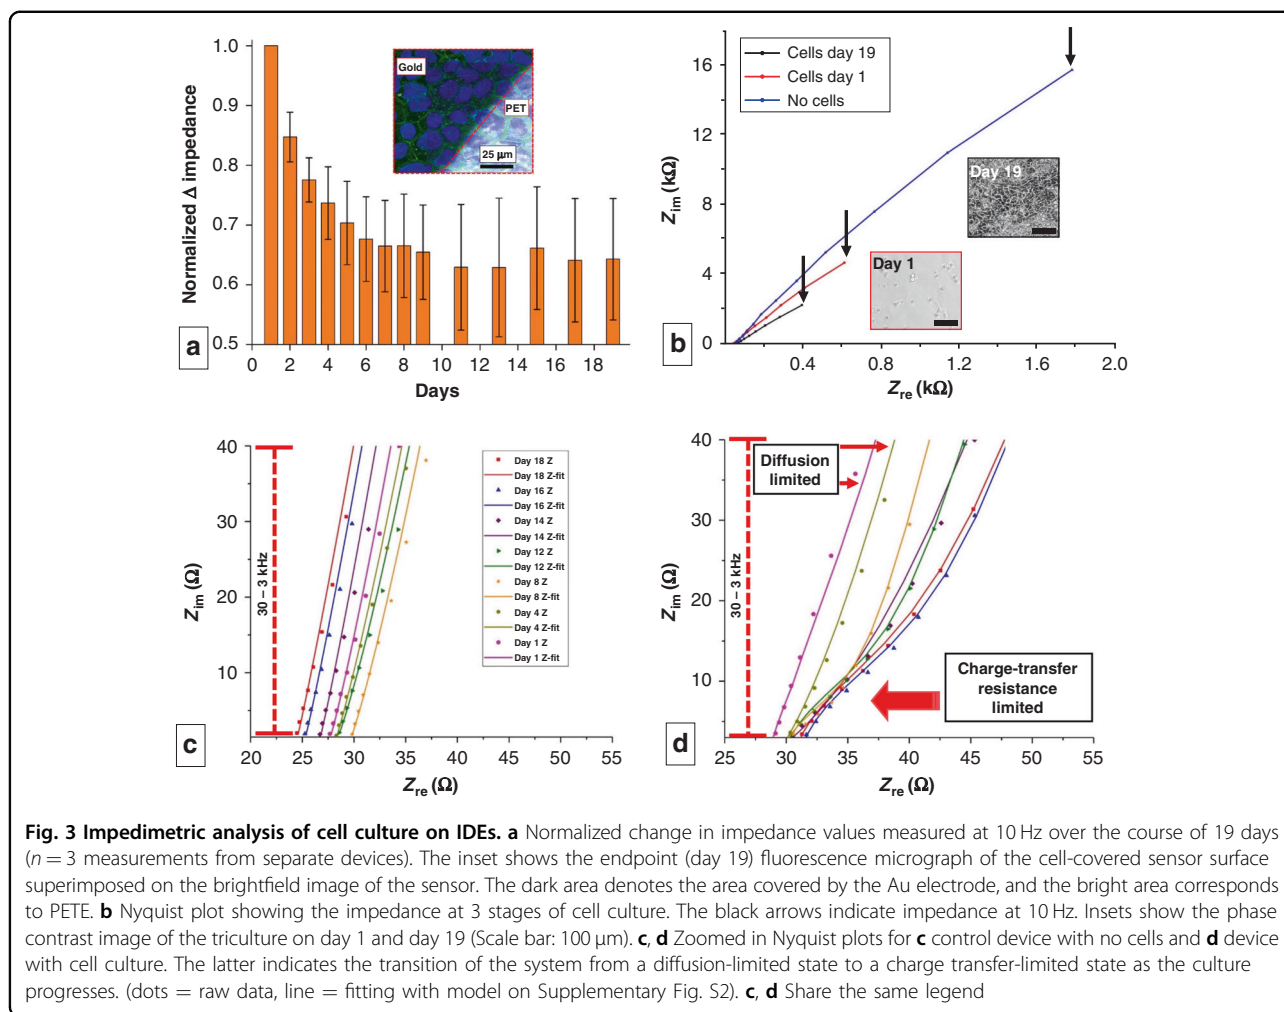 1.0
0.9
0.8
0.7
0.6
0.5
Normalized Δ impedance
0 2 4 6 8 10 12 14 16 18
Days
Gold
PET
25 µm
a
16
12
8
4
0
Zim (kΩ)
0.4 0.8 1.2 1.6 2.0
Zre (kΩ)
Cells day 19
Cells day 1
No cells
Day 19
Day 1
b
40
30
20
10
Zim (Ω)
30 – 3 kHz
20 25 30 35 40 45 50 55
Zre (Ω)
Day 18 Z
Day 18 Z-fit
Day 16 Z
Day 16 Z-fit
Day 14 Z
Day 14 Z-fit
Day 12 Z
Day 12 Z-fit
Day 8 Z
Day 8 Z-fit
Day 4 Z
Day 4 Z-fit
Day 1 Z
Day 1 Z-fit
c
40
30
20
10
Zim (Ω)
30 – 3 kHz
25 30 35 40 45 50 55
Zre (Ω)
Diffusion
limited
Charge-transfer
resistance
limited
d
Fig. 3 Impedimetric analysis of cell culture on IDEs. a Normalized change in impedance values measured at 10 Hz over the course of 19 days
(n = 3 measurements from separate devices). The inset shows the endpoint (day 19) fluorescence micrograph of the cell-covered sensor surface
superimposed on the brightfield image of the sensor. The dark area denotes the area covered by the Au electrode, and the bright area corresponds
to PETE. b Nyquist plot showing the impedance at 3 stages of cell culture. The black arrows indicate impedance at 10 Hz. Insets show the phase
contrast image of the triculture on day 1 and day 19 (Scale bar: 100 µm). c, d Zoomed in Nyquist plots for c control device with no cells and d device
with cell culture. The latter indicates the transition of the system from a diffusion-limited state to a charge transfer-limited state as the culture
progresses. (dots = raw data, line = fitting with model on Supplementary Fig. S2). c, d Share the same legend